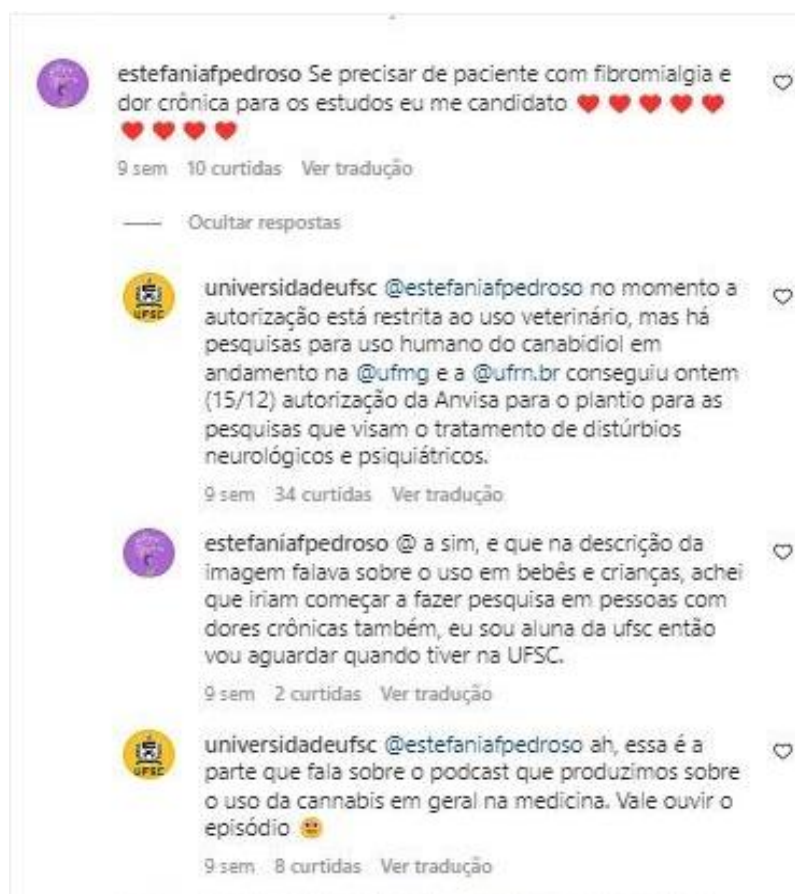 estefaniafpedroso Se precisar de paciente com fibromialgia e
dor crônica para os estudos eu me candidato ♥ ♥ ♥ ♥ ♥
♥ ♥ ♥ ♥
9 sem 10 curtidas Ver tradução
Ocultar respostas
UFSC
universidadeufsc @estefaniafpedroso no momento a
autorização está restrita ao uso veterinário, mas há
pesquisas para uso humano do canabidiol em
andamento na @ufmg e a @ufrn.br conseguiu ontem
(15/12) autorização da Anvisa para o plantio para as
pesquisas que visam o tratamento de distúrbios
neurológicos e psiquiátricos.
9 sem 34 curtidas Ver tradução
estefaniafpedroso @ a sim, e que na descrição da
imagem falava sobre o uso em bebês e crianças, achei
que iriam começar a fazer pesquisa em pessoas com
dores crônicas também, eu sou aluna da ufsc então
vou aguardar quando tiver na UFSC.
9 sem 2 curtidas Ver tradução
UFSC
universidadeufsc @estefaniafpedroso ah, essa é a
parte que fala sobre o podcast que produzimos sobre
o uso da cannabis em geral na medicina. Vale ouvir o
episódio 🙂
9 sem 8 curtidas Ver tradução